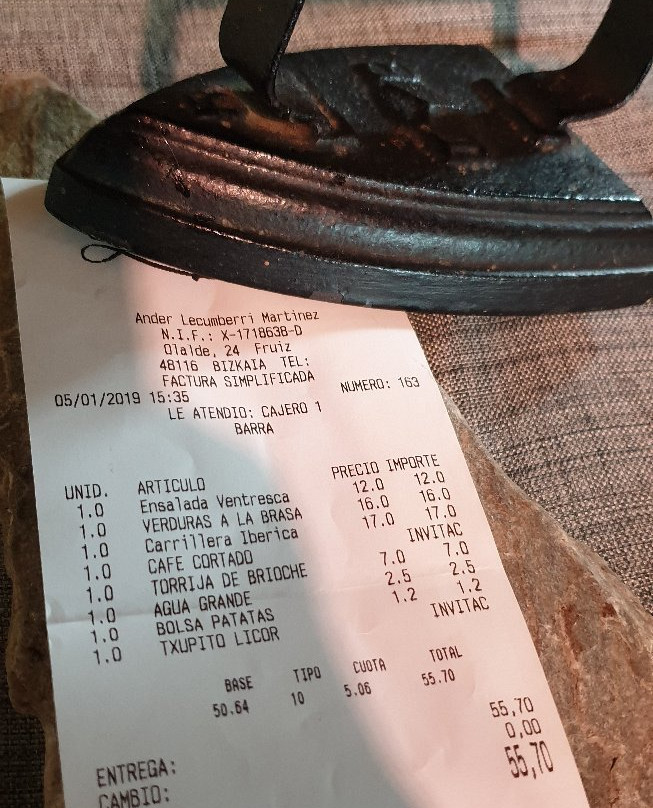 Ander Lecumberri Martinez
N.I.F.: X-1718638-D
Olalde, 24 Fruiz
48116 BIZKAIA TEL:
FACTURA SIMPLIFICADA
05/01/2019 15:35 NUMERO: 163
LE ATENDIO: CAJERO 1
BARRA
UNID. ARTICULO PRECIO IMPORTE
1.0 Ensalada Ventresca 12.0 12.0
1.0 VERDURAS A LA BRASA 16.0 16.0
1.0 Carrillera Iberica 17.0 17.0
1.0 CAFE CORTADO INVITAC
1.0 TORRIJA DE BRIOCHE 7.0 7.0
1.0 AGUA GRANDE 2.5 2.5
1.0 BOLSA PATATAS 1.2 1.2
1.0 TXUPITO LICOR INVITAC
BASE TIPO CUOTA TOTAL
50.64 10 5.06 55.70
55,70
ENTREGA: 0,00
CAMBIO: 55,70